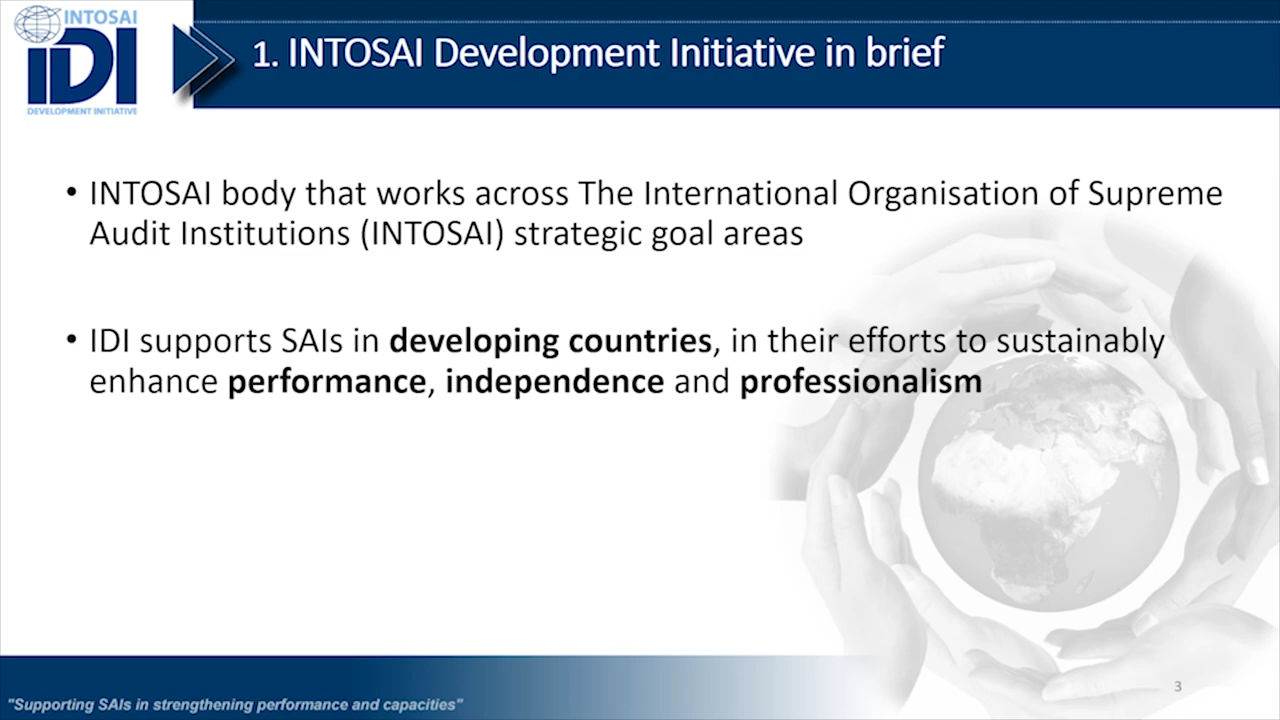 INTOSAI
IDI
DEVELOPMENT INITIATIVE
1. INTOSAI Development Initiative in brief
• INTOSAI body that works across The International Organisation of Supreme
Audit Institutions (INTOSAI) strategic goal areas
• IDI supports SAIs in developing countries, in their efforts to sustainably
enhance performance, independence and professionalism
3
"Supporting SAIs in strengthening performance and capacities"